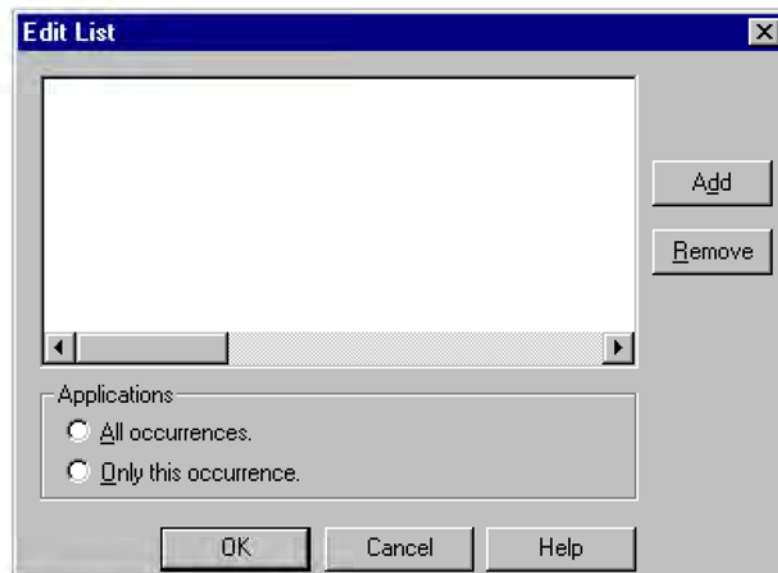 Edit List
Add
Remove
Applications
All occurrences.
Only this occurrence.
OK Cancel Help